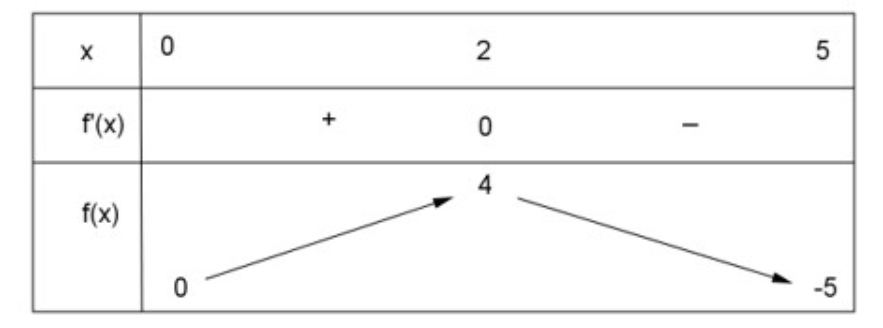 x 0 2 5
f'(x) + 0 –
4
f(x)
0 -5